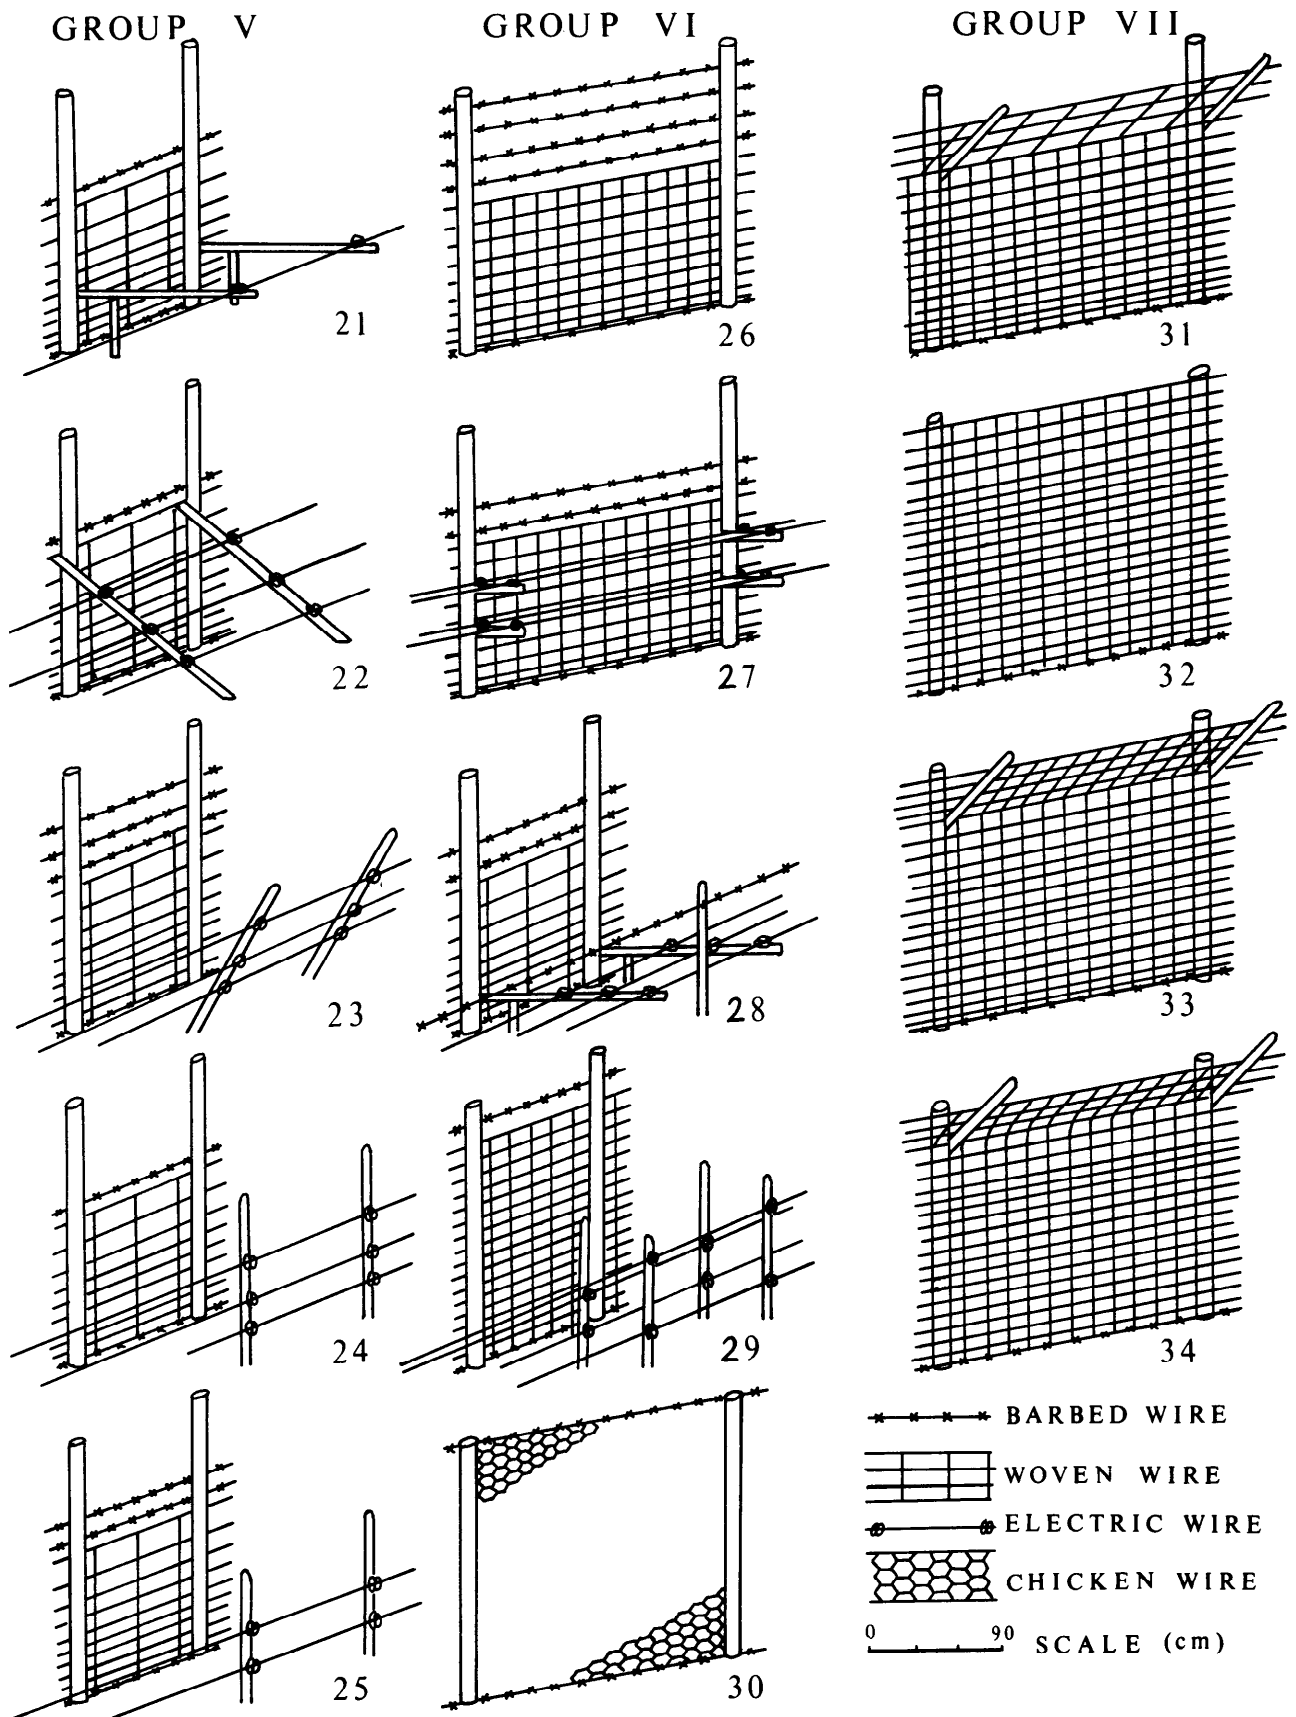 GROUP V GROUP VI GROUP VII
21 26 31
22 27 32
23 28 33
24 29 34
25 30
BARBED WIRE
WOVEN WIRE
ELECTRIC WIRE
CHICKEN WIRE
0 90 SCALE (cm)